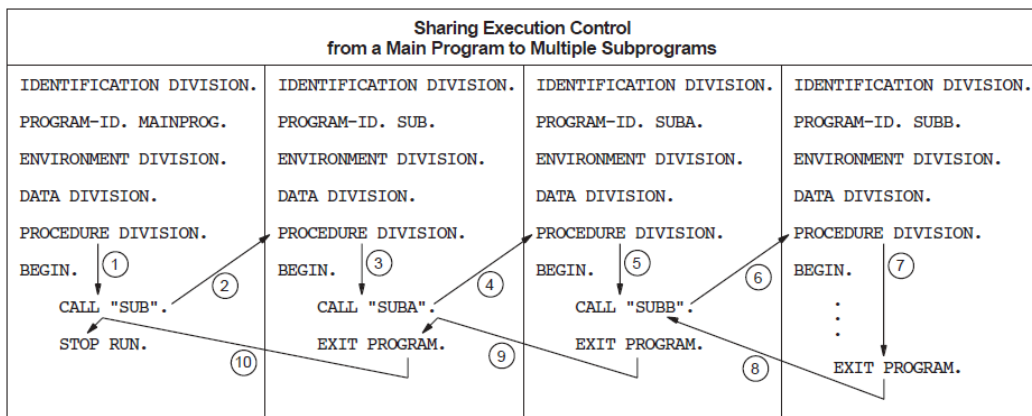 Sharing Execution Control
from a Main Program to Multiple Subprograms
IDENTIFICATION DIVISION.
PROGRAM-ID. MAINPROG.
ENVIRONMENT DIVISION.
DATA DIVISION.
PROCEDURE DIVISION.
1
BEGIN.
2
CALL "SUB".
STOP RUN.
10
IDENTIFICATION DIVISION.
PROGRAM-ID. SUB.
ENVIRONMENT DIVISION.
DATA DIVISION.
PROCEDURE DIVISION.
3
BEGIN.
4
CALL "SUBA".
EXIT PROGRAM.
9
IDENTIFICATION DIVISION.
PROGRAM-ID. SUBA.
ENVIRONMENT DIVISION.
DATA DIVISION.
PROCEDURE DIVISION.
5
BEGIN.
6
CALL "SUBB".
EXIT PROGRAM.
8
IDENTIFICATION DIVISION.
PROGRAM-ID. SUBB.
ENVIRONMENT DIVISION.
DATA DIVISION.
PROCEDURE DIVISION.
7
BEGIN.
.
.
.
EXIT PROGRAM.